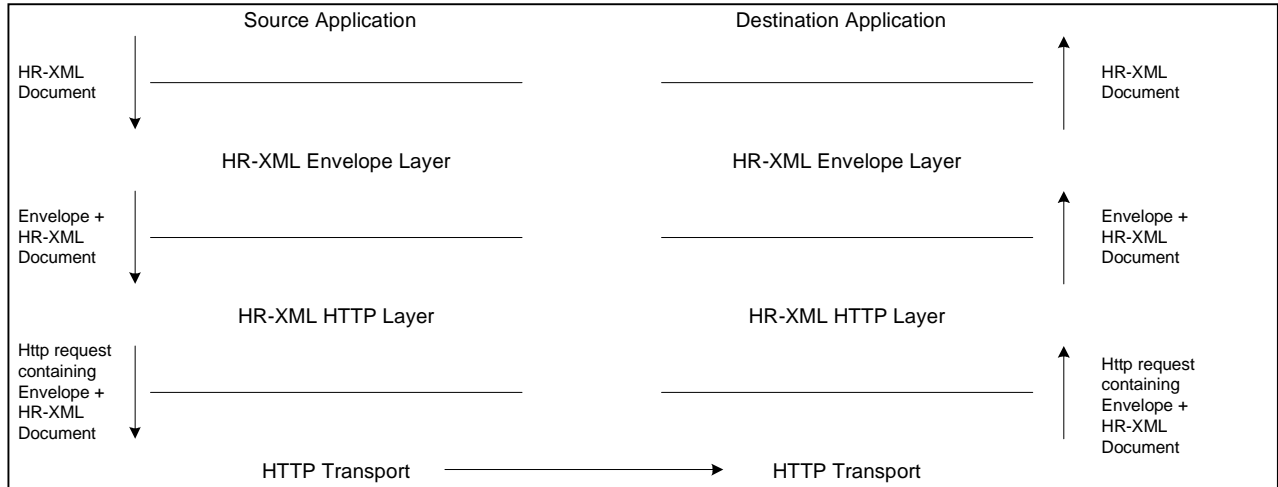 Source Application
Destination Application
HR-XML
Document
HR-XML
Document
HR-XML Envelope Layer
HR-XML Envelope Layer
Envelope +
HR-XML
Document
Envelope +
HR-XML
Document
HR-XML HTTP Layer
HR-XML HTTP Layer
Http request
containing
Envelope +
HR-XML
Document
Http request
containing
Envelope +
HR-XML
Document
HTTP Transport
HTTP Transport